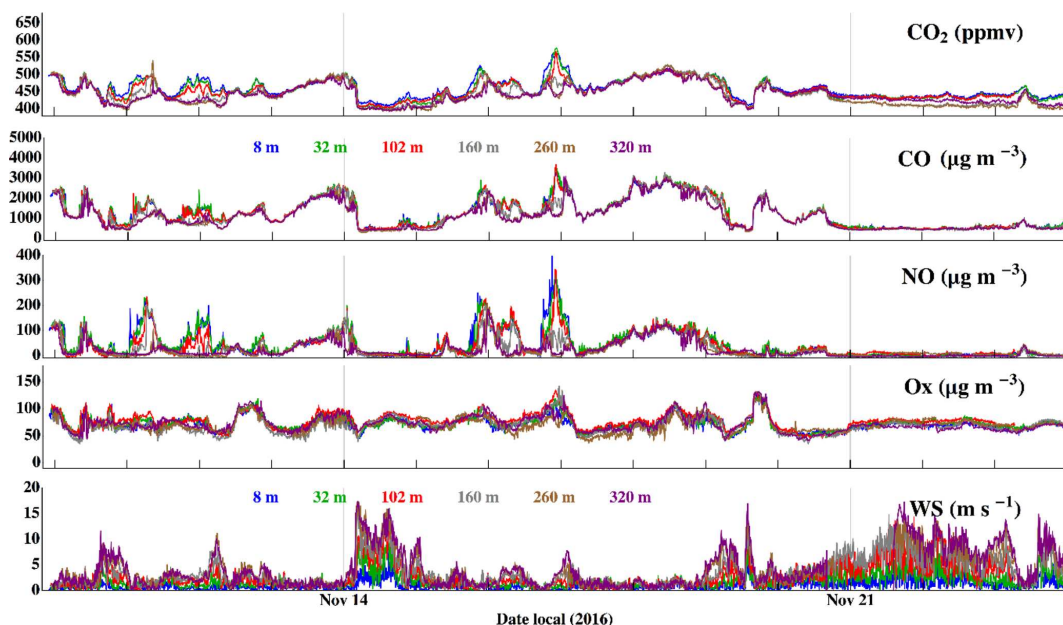 650
600
550
500
450
400
CO₂ (ppmv)
5000
4000
3000
2000
1000
0
8 m 32 m 102 m 160 m 260 m 320 m
CO (μg m ⁻³)
400
300
200
100
0
NO (μg m ⁻³)
150
100
50
0
Ox (μg m ⁻³)
20
15
10
5
0
8 m 32 m 102 m 160 m 260 m 320 m
WS (m s ⁻¹)
Nov 14 Nov 21
Date local (2016)